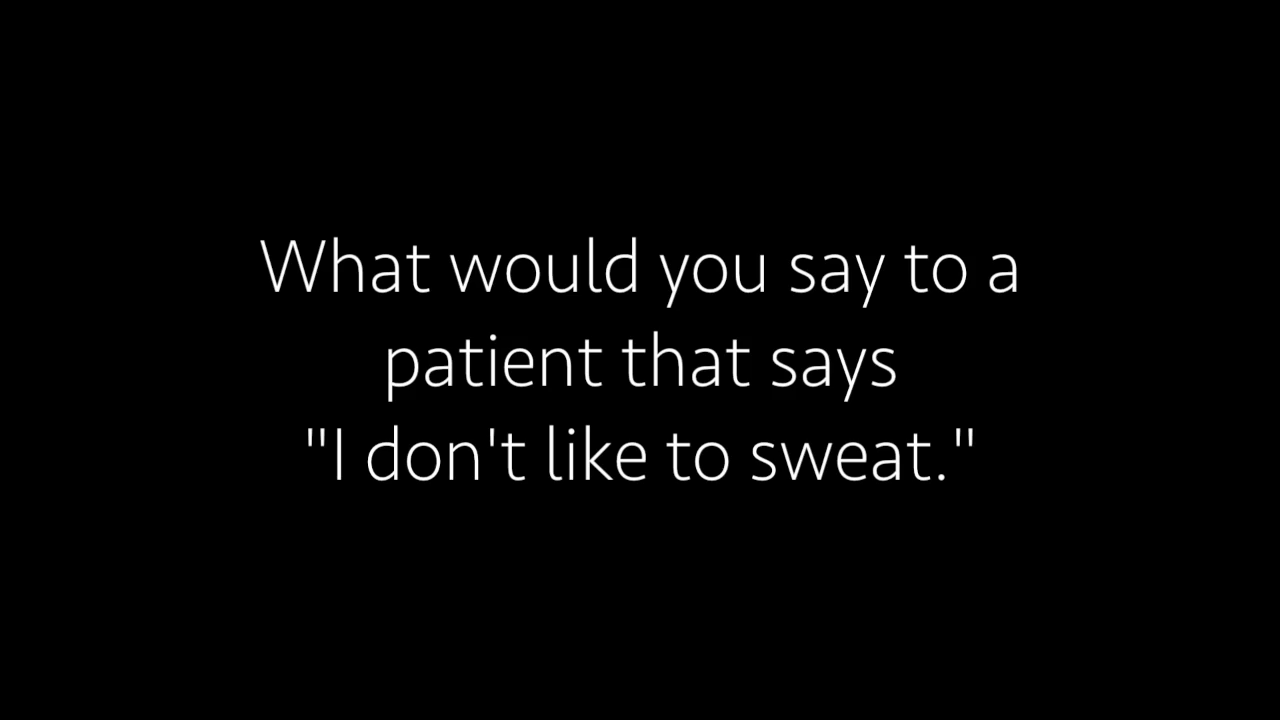 What would you say to a
patient that says
"I don't like to sweat."